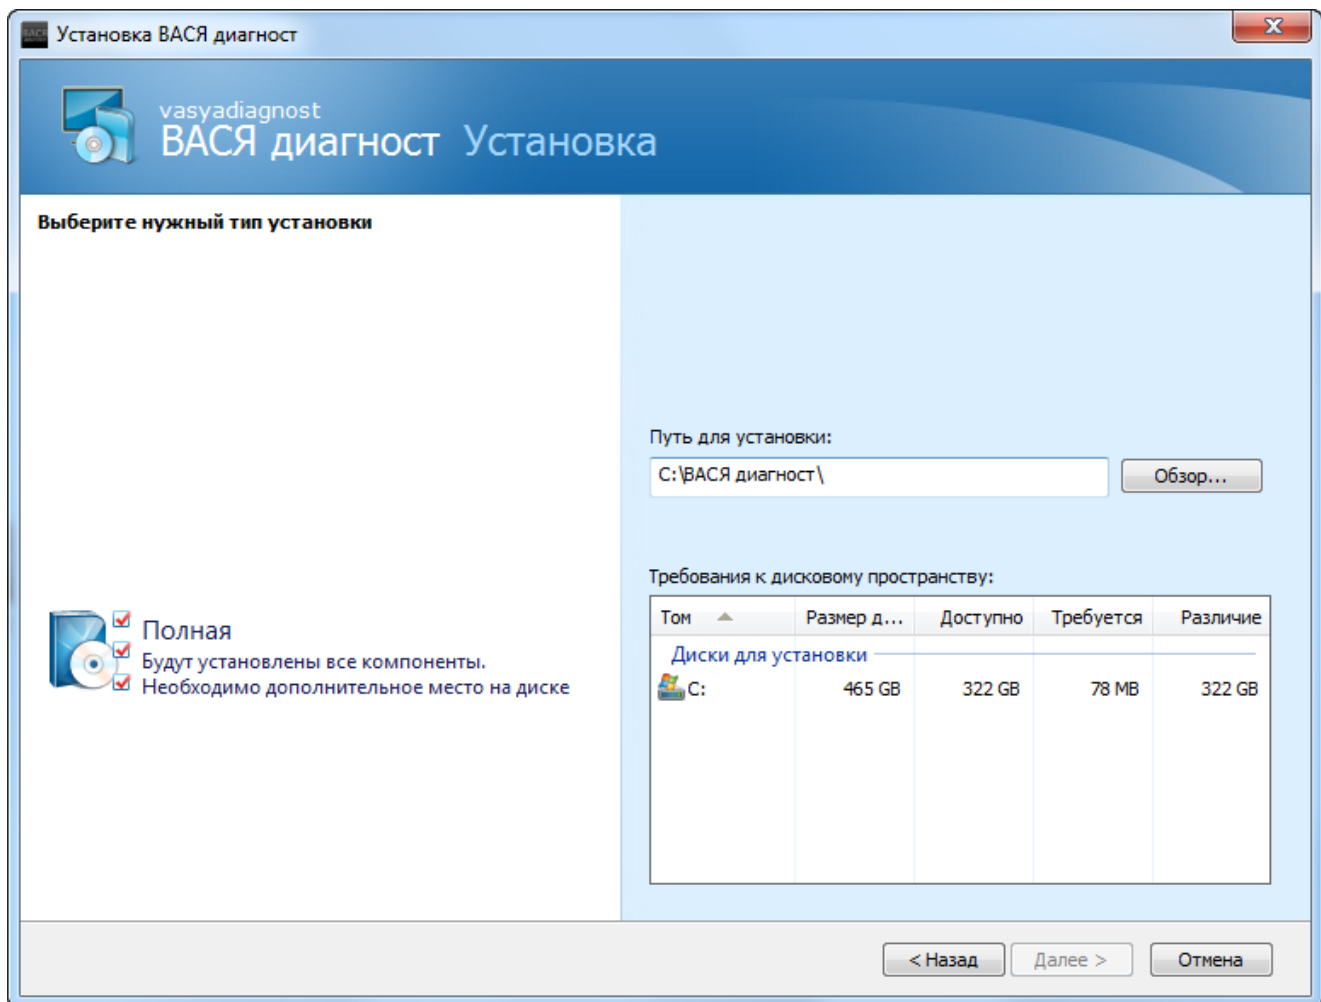 Установка ВАСЯ диагност
vasyadiagnost
ВАСЯ диагност Установка
Выберите нужный тип установки
Путь для установки:
C:\ВАСЯ диагност\
Обзор...
Требования к дисковому пространству:
Том Размер д... Доступно Требуется Различие
Диски для установки
C: 465 GB 322 GB 78 MB 322 GB
Полная
Будут установлены все компоненты.
Необходимо дополнительное место на диске
< Назад Далее > Отмена